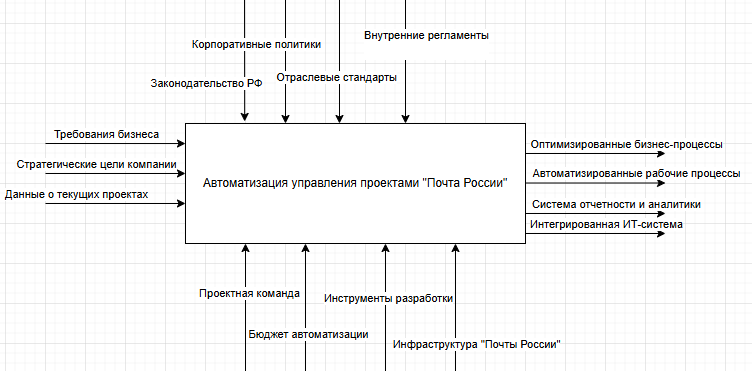 Внутренние регламенты
Корпоративные политики
Отраслевые стандарты
Законодательство РФ
Требования бизнеса
Стратегические цели компании
Данные о текущих проектах
Автоматизация управления проектами "Почта России"
Оптимизированные бизнес-процессы
Автоматизированные рабочие процессы
Система отчетности и аналитики
Интегрированная ИТ-система
Проектная команда
Инструменты разработки
Бюджет автоматизации
Инфраструктура "Почты России"